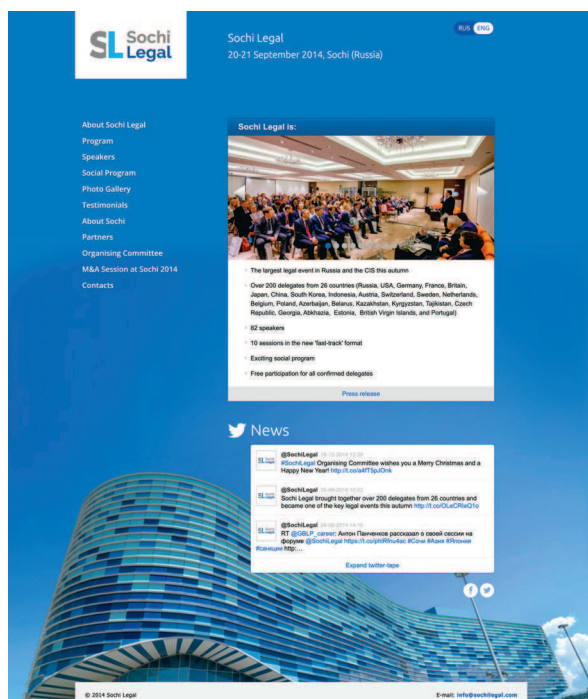 SL Sochi Legal
Sochi Legal
20-21 September 2014, Sochi (Russia)
RUS ENG
About Sochi Legal
Program
Speakers
Social Program
Photo Gallery
Testimonials
About Sochi
Partners
Organising Committee
M&A Session at Sochi 2014
Contacts
Sochi Legal is:
The largest legal event in Russia and the CIS this autumn
Over 200 delegates from 26 countries (Russia, USA, Germany, France, Britain,
Japan, China, South Korea, Indonesia, Austria, Switzerland, Sweden, Netherlands,
Belgium, Poland, Azerbaijan, Belarus, Kazakhstan, Kyrgyzstan, Tajikistan, Czech
Republic, Georgia, Abkhazia, Estonia, British Virgin Islands, and Portugal)
62 speakers
10 sessions in the new 'fast-track' format
Exciting social program
Free participation for all confirmed delegates
Press release
News
@SochiLegal
#SochiLegal Organising Committee wishes you a Merry Christmas and a
Happy New Year!
@SochiLegal
Sochi Legal brought together over 200 delegates from 26 countries and
became one of the key legal events this autumn
@SochiLegal
RT @GBLP_career: Антон Панченков рассказал о своей сессии на
форуме @SochiLegal #Сочи #Азия #Японии
#санкции http:…
Expand twitter-tape
© 2014 Sochi Legal
E-mail: info@sochilegal.com